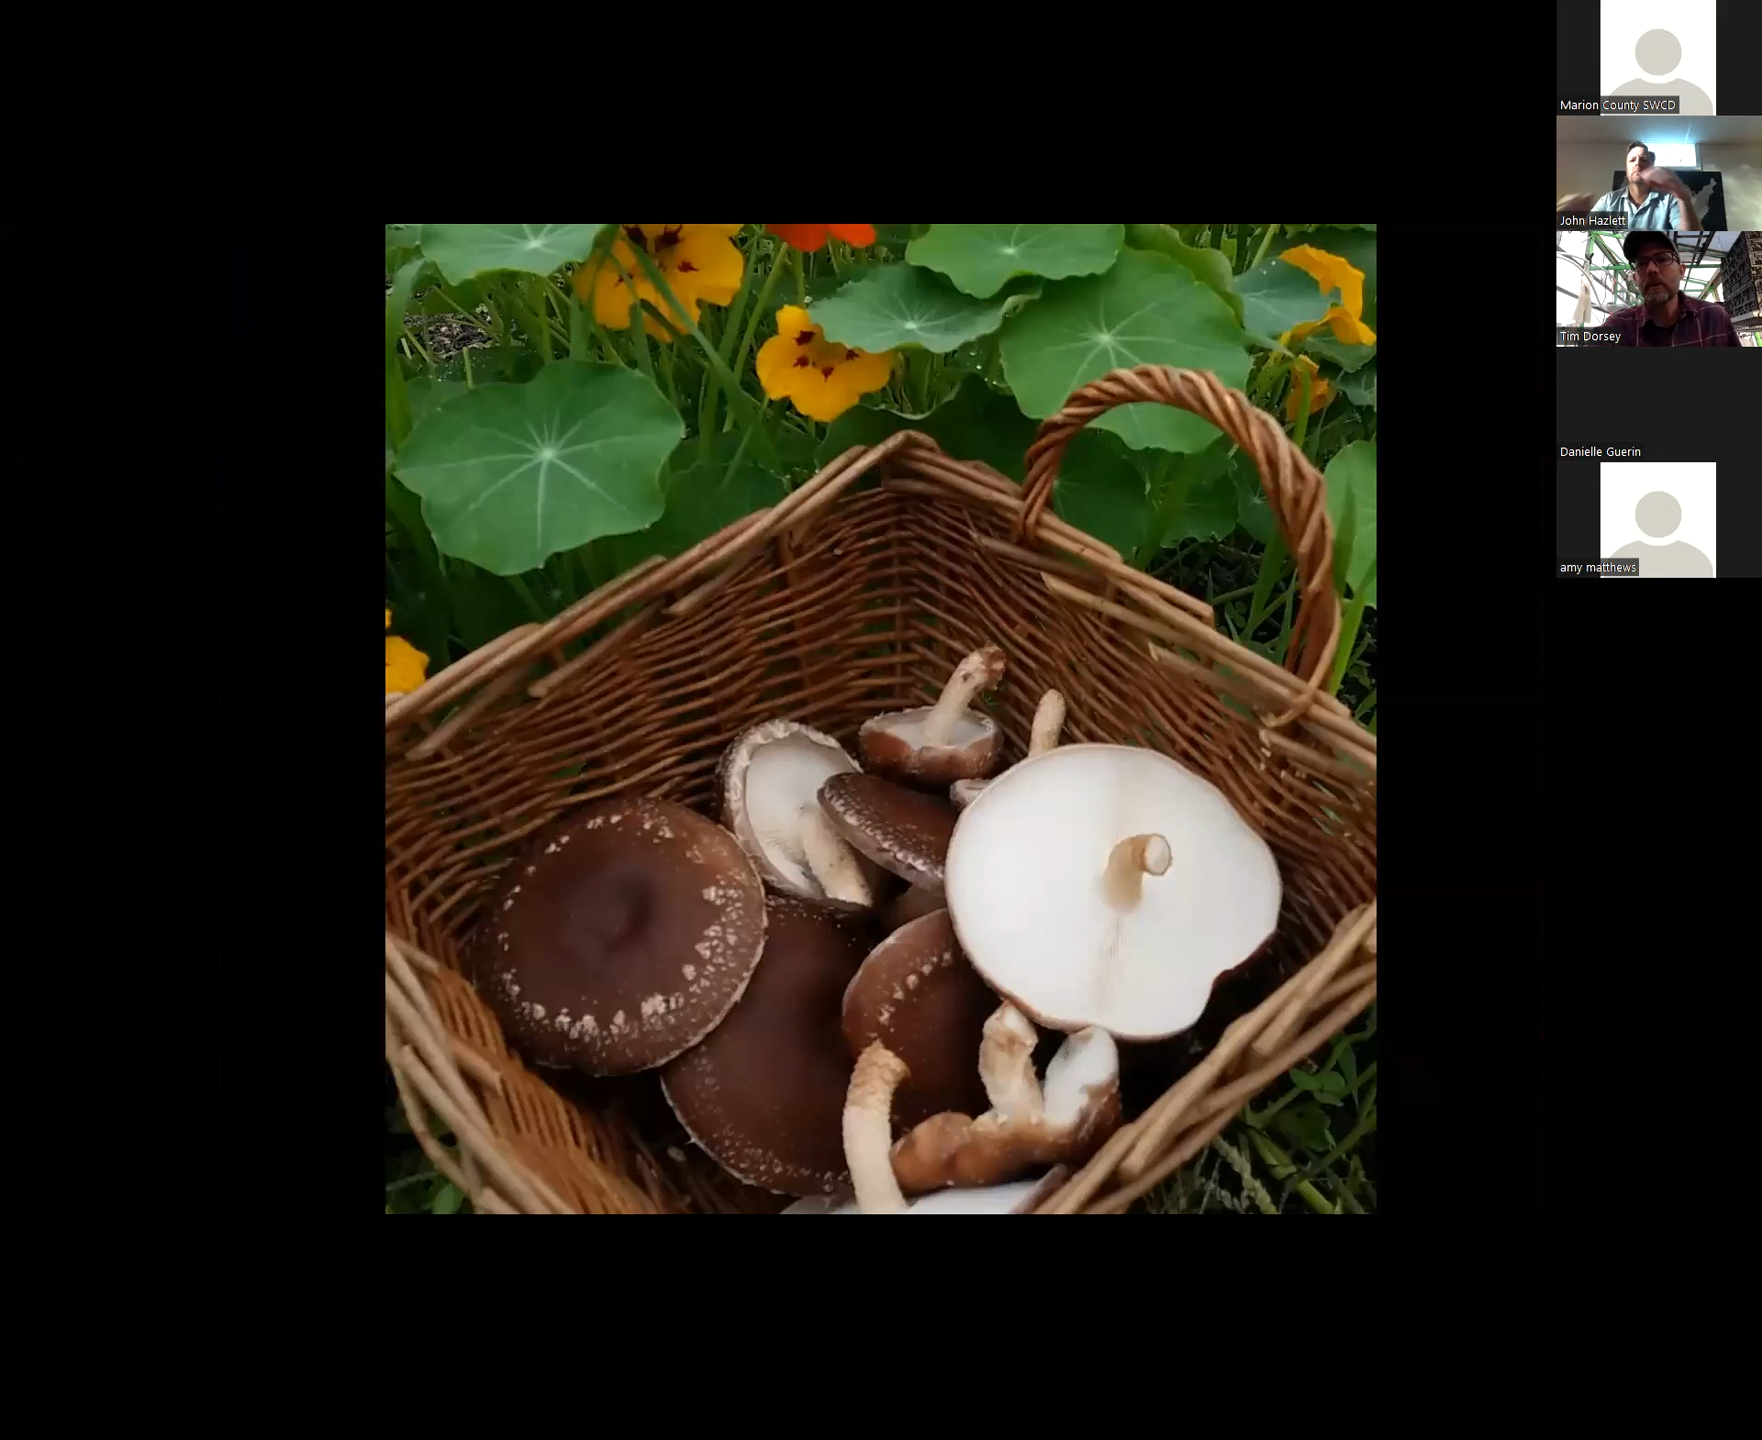 Marion County SWCD
John Hazlett
Tim Dorsey
Danielle Guerin
amy matthews